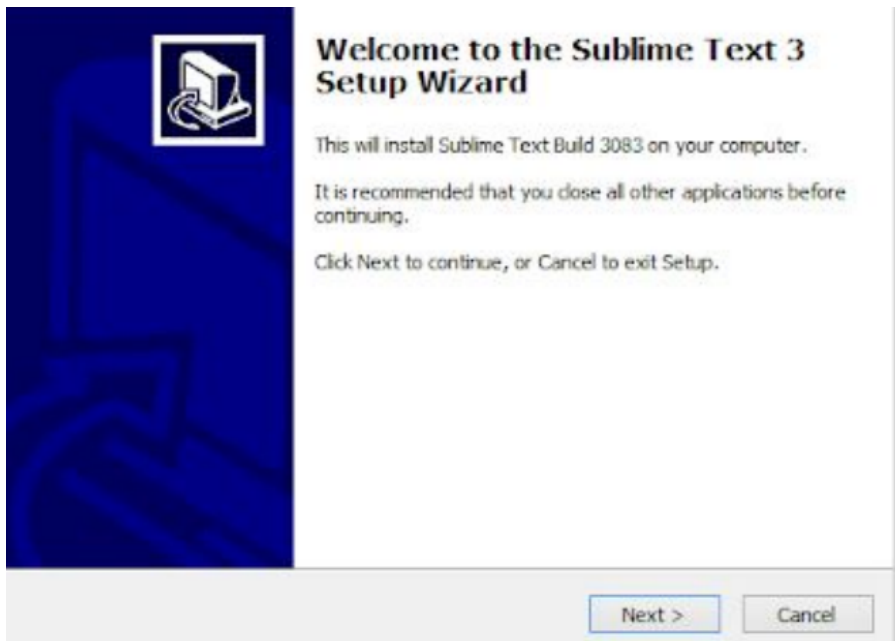 Welcome to the Sublime Text 3
Setup Wizard
This will install Sublime Text Build 3083 on your computer.
It is recommended that you close all other applications before
continuing.
Click Next to continue, or Cancel to exit Setup.
Next >
Cancel